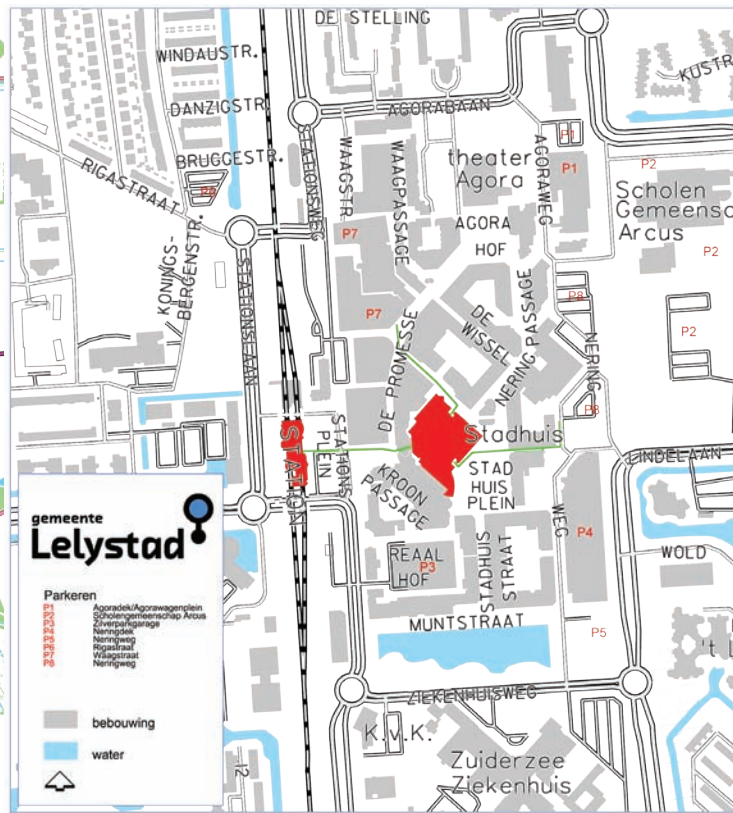 DE STELLING
WINDAUSTR.
KUSTR
DANZIGSTR.
AGORABAAN
BRUGGESTR.
STATIONSWEG
WAAGSTR.
WAAGPASSAGE
theater
Agora
AGORAWEG
P1
P1
P2
RIGASTRAAT
P6
Scholen
Gemeensc
Arcus
KONINGS-
BERGENSTR.
P7
AGORA
HOF
P2
STATIONSLAAN
P7
DE PROMESSE
DE
WISSEL
NERING PASSAGE
P8
NERING
P2
P8
STATION
STATIONS
PLEIN
Stadhuis
LINDELAAN
KROON
PASSAGE
STAD
HUIS
PLEIN
WEG
P4
REAAL
HOF
P3
STADHUIS
STRAAT
WOLD
MUNTSTRAAT
P5
't L
ZIEKENHUISWEG
K.v.K.
Zuiderzee
Ziekenhuis
12
gemeente
Lelystad
Parkeren
P1 Agoradek/Agorawagenplein
P2 Scholengemeenschap Arcus
P3 Zilverparkgarage
P4 Neringdek
P5 Neringweg
P6 Rigastraat
P7 Waagstraat
P8 Neringweg
bebouwing
water